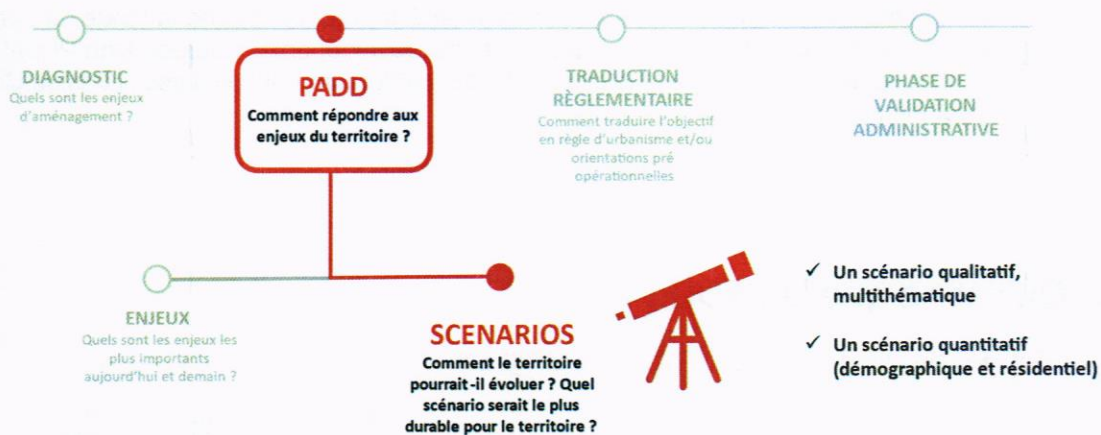 DIAGNOSTIC
Quels sont les enjeux
d'aménagement ?
PADD
Comment répondre aux
enjeux du territoire ?
TRADUCTION
RÈGLEMENTAIRE
Comment traduire l'objectif
en règle d'urbanisme et/ou
orientations pré
opérationnelles
PHASE DE
VALIDATION
ADMINISTRATIVE
ENJEUX
Quels sont les enjeux les
plus importants
aujourd'hui et demain ?
SCENARIOS
Comment le territoire
pourrait-il évoluer ? Quel
scénario serait le plus
durable pour le territoire ?
✓ Un scénario qualitatif,
multithématique
✓ Un scénario quantitatif
(démographique et résidentiel)